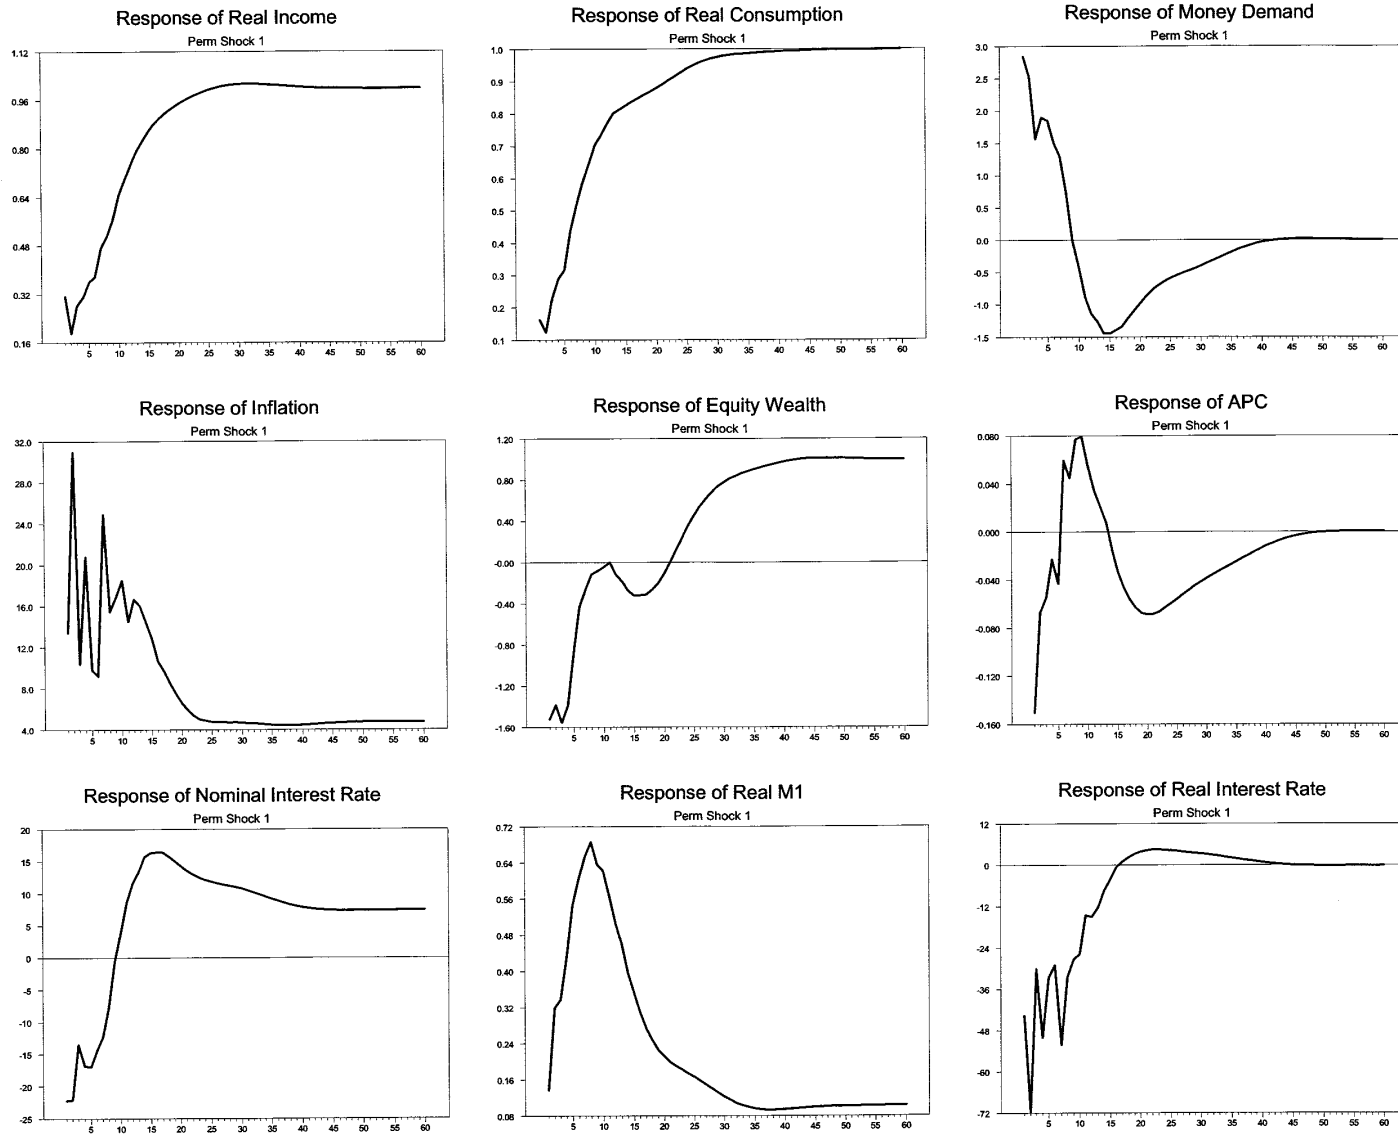 Response of Real Income
Perm Shock 1
1.12
0.96
0.80
0.64
0.48
0.32
0.16
5 10 15 20 25 30 35 40 45 50 55 60
Response of Real Consumption
Perm Shock 1
1.0
0.9
0.8
0.7
0.6
0.5
0.4
0.3
0.2
0.1
5 10 15 20 25 30 35 40 45 50 55 60
Response of Money Demand
Perm Shock 1
3.0
2.5
2.0
1.5
1.0
0.5
0.0
-0.5
-1.0
-1.5
5 10 15 20 25 30 35 40 45 50 55 60
Response of Inflation
Perm Shock 1
32.0
28.0
24.0
20.0
16.0
12.0
8.0
4.0
5 10 15 20 25 30 35 40 45 50 55 60
Response of Equity Wealth
Perm Shock 1
1.20
0.80
0.40
-0.00
-0.40
-0.80
-1.20
-1.60
5 10 15 20 25 30 35 40 45 50 55 60
Response of APC
Perm Shock 1
0.080
0.040
0.000
-0.040
-0.080
-0.120
-0.160
5 10 15 20 25 30 35 40 45 50 55 60
Response of Nominal Interest Rate
Perm Shock 1
20
15
10
5
0
-5
-10
-15
-20
-25
5 10 15 20 25 30 35 40 45 50 55 60
Response of Real M1
Perm Shock 1
0.72
0.64
0.56
0.48
0.40
0.32
0.24
0.16
0.08
5 10 15 20 25 30 35 40 45 50 55 60
Response of Real Interest Rate
Perm Shock 1
12
0
-12
-24
-36
-48
-60
-72
5 10 15 20 25 30 35 40 45 50 55 60